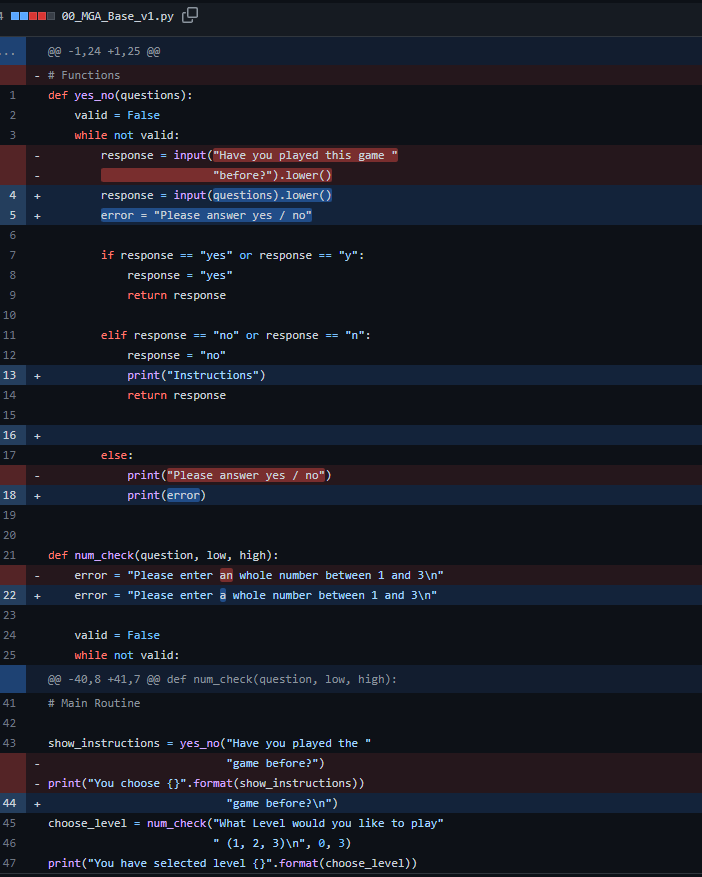 4 00_MGA_Base_v1.py
... @@ -1,24 +1,25 @@
- # Functions
1 def yes_no(questions):
2     valid = False
3     while not valid:
-         response = input("Have you played this game "
-                          "before?").lower()
4 +         response = input(questions).lower()
5 +         error = "Please answer yes / no"
6
7         if response == "yes" or response == "y":
8             response = "yes"
9             return response
10
11         elif response == "no" or response == "n":
12             response = "no"
13 +             print("Instructions")
14             return response
15
16 +
17         else:
-             print("Please answer yes / no")
18 +             print(error)
19
20
21 def num_check(question, low, high):
-     error = "Please enter an whole number between 1 and 3\n"
22 +     error = "Please enter a whole number between 1 and 3\n"
23
24     valid = False
25     while not valid:
@@ -40,8 +41,7 @@ def num_check(question, low, high):
41 # Main Routine
42
43 show_instructions = yes_no("Have you played the "
-                            "game before?")
- print("You choose {}".format(show_instructions))
44 +                            "game before?\n")
45 choose_level = num_check("What Level would you like to play"
46                          " (1, 2, 3)\n", 0, 3)
47 print("You have selected level {}".format(choose_level))